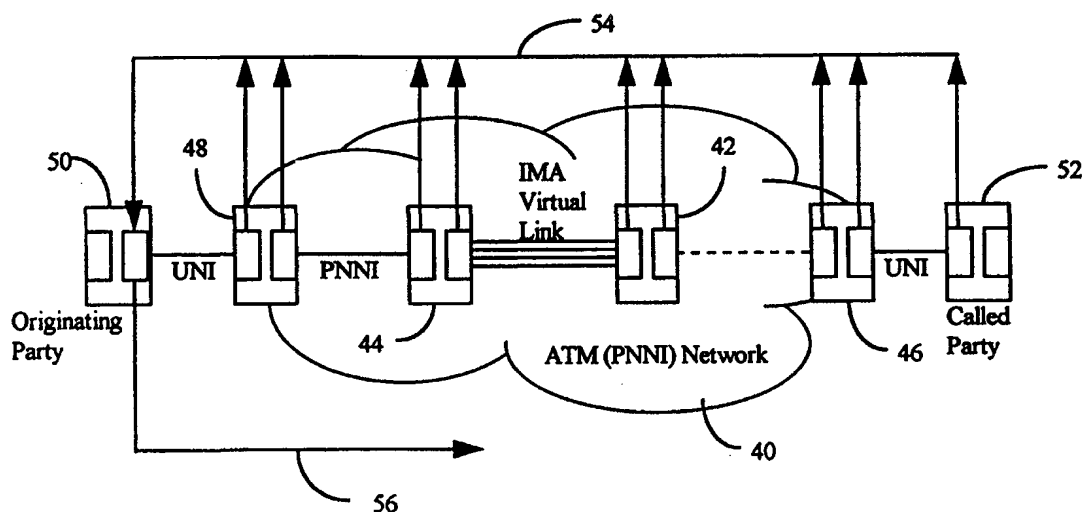 54
50
48
IMA
Virtual
Link
42
52
UNI
PNNI
UNI
Originating
Party
44
ATM (PNNI) Network
46
Called
Party
40
56